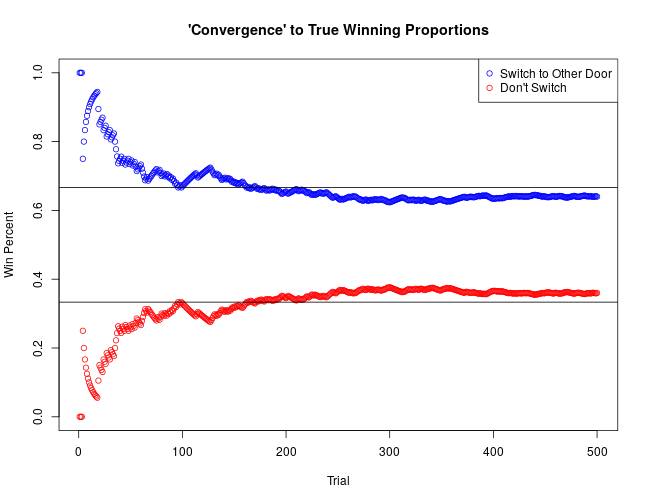 'Convergence' to True Winning Proportions
Switch to Other Door
Don't Switch
Win Percent
1.0
0.8
0.6
0.4
0.2
0.0
0 100 200 300 400 500
Trial